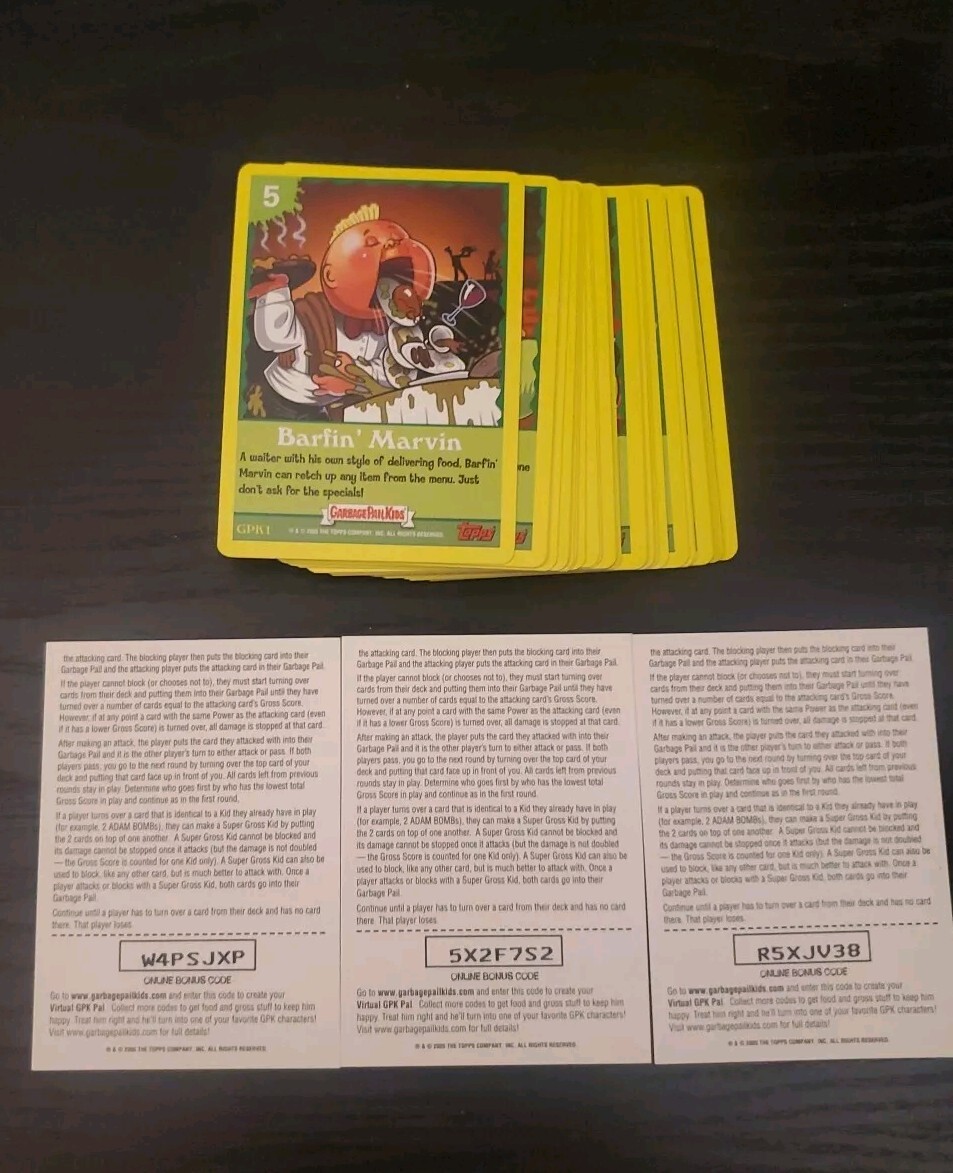 5
Barfin' Marvin
A waiter with his own style of delivering food, Barfin'
Marvin can retch up any item from the menu. Just
don't ask for the specials!
GARBAGE PAIL KIDS
GPK1
® & © 2005 THE TOPPS COMPANY, INC. ALL RIGHTS RESERVED.
Topps
ne
the attacking card. The blocking player then puts the blocking card into their
Garbage Pail and the attacking player puts the attacking card in their Garbage Pail.
If the player cannot block (or chooses not to), they must start turning over
cards from their deck and putting them into their Garbage Pail until they have
turned over a number of cards equal to the attacking card's Gross Score.
However, if at any point a card with the same Power as the attacking card (even
if it has a lower Gross Score) is turned over, all damage is stopped at that card.
After making an attack, the player puts the card they attacked with into their
Garbage Pail and it is the other player's turn to either attack or pass. If both
players pass, you go to the next round by turning over the top card of your
deck and putting that card face up in front of you. All cards left from previous
rounds stay in play. Determine who goes first by who has the lowest total
Gross Score in play and continue as in the first round.
If a player turns over a card that is identical to a Kid they already have in play
(for example, 2 ADAM BOMBs), they can make a Super Gross Kid by putting
the 2 cards on top of one another. A Super Gross Kid cannot be blocked and
its damage cannot be stopped once it attacks (but the damage is not doubled
— the Gross Score is counted for one Kid only). A Super Gross Kid can also be
used to block, like any other card, but is much better to attack with. Once a
player attacks or blocks with a Super Gross Kid, both cards go into their
Garbage Pail.
Continue until a player has to turn over a card from their deck and has no card
there. That player loses.
W4PSJXP
ONLINE BONUS CODE
Go to www.garbagepailkids.com and enter this code to create your
Virtual GPK Pal. Collect more codes to get food and gross stuff to keep him
happy. Treat him right and he'll turn into one of your favorite GPK characters!
Visit www.garbagepailkids.com for full details!
® & © 2005 THE TOPPS COMPANY, INC. ALL RIGHTS RESERVED.
the attacking card. The blocking player then puts the blocking card into their
Garbage Pail and the attacking player puts the attacking card in their Garbage Pail.
If the player cannot block (or chooses not to), they must start turning over
cards from their deck and putting them into their Garbage Pail until they have
turned over a number of cards equal to the attacking card's Gross Score.
However, if at any point a card with the same Power as the attacking card (even
if it has a lower Gross Score) is turned over, all damage is stopped at that card.
After making an attack, the player puts the card they attacked with into their
Garbage Pail and it is the other player's turn to either attack or pass. If both
players pass, you go to the next round by turning over the top card of your
deck and putting that card face up in front of you. All cards left from previous
rounds stay in play. Determine who goes first by who has the lowest total
Gross Score in play and continue as in the first round.
If a player turns over a card that is identical to a Kid they already have in play
(for example, 2 ADAM BOMBs), they can make a Super Gross Kid by putting
the 2 cards on top of one another. A Super Gross Kid cannot be blocked and
its damage cannot be stopped once it attacks (but the damage is not doubled
— the Gross Score is counted for one Kid only). A Super Gross Kid can also be
used to block, like any other card, but is much better to attack with. Once a
player attacks or blocks with a Super Gross Kid, both cards go into their
Garbage Pail.
Continue until a player has to turn over a card from their deck and has no card
there. That player loses.
5X2F7S2
ONLINE BONUS CODE
Go to www.garbagepailkids.com and enter this code to create your
Virtual GPK Pal. Collect more codes to get food and gross stuff to keep him
happy. Treat him right and he'll turn into one of your favorite GPK characters!
Visit www.garbagepailkids.com for full details!
® & © 2005 THE TOPPS COMPANY, INC. ALL RIGHTS RESERVED.
the attacking card. The blocking player then puts the blocking card into their
Garbage Pail and the attacking player puts the attacking card in their Garbage Pail.
If the player cannot block (or chooses not to), they must start turning over
cards from their deck and putting them into their Garbage Pail until they have
turned over a number of cards equal to the attacking card's Gross Score.
However, if at any point a card with the same Power as the attacking card (even
if it has a lower Gross Score) is turned over, all damage is stopped at that card.
After making an attack, the player puts the card they attacked with into their
Garbage Pail and it is the other player's turn to either attack or pass. If both
players pass, you go to the next round by turning over the top card of your
deck and putting that card face up in front of you. All cards left from previous
rounds stay in play. Determine who goes first by who has the lowest total
Gross Score in play and continue as in the first round.
If a player turns over a card that is identical to a Kid they already have in play
(for example, 2 ADAM BOMBs), they can make a Super Gross Kid by putting
the 2 cards on top of one another. A Super Gross Kid cannot be blocked and
its damage cannot be stopped once it attacks (but the damage is not doubled
— the Gross Score is counted for one Kid only). A Super Gross Kid can also be
used to block, like any other card, but is much better to attack with. Once a
player attacks or blocks with a Super Gross Kid, both cards go into their
Garbage Pail.
Continue until a player has to turn over a card from their deck and has no card
there. That player loses.
R5XJV38
ONLINE BONUS CODE
Go to www.garbagepailkids.com and enter this code to create your
Virtual GPK Pal. Collect more codes to get food and gross stuff to keep him
happy. Treat him right and he'll turn into one of your favorite GPK characters!
Visit www.garbagepailkids.com for full details!
® & © 2005 THE TOPPS COMPANY, INC. ALL RIGHTS RESERVED.